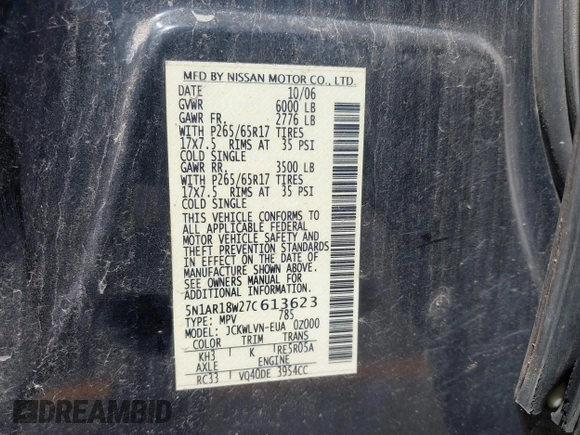 MFD BY NISSAN MOTOR CO., LTD.
DATE 10/06
GVWR 6000 LB
GAWR FR. 2776 LB
WITH P265/65R17 TIRES
17X7.5 RIMS AT 35 PSI
COLD SINGLE
GAWR RR. 3500 LB
WITH P265/65R17 TIRES
17X7.5 RIMS AT 35 PSI
COLD SINGLE
THIS VEHICLE CONFORMS TO
ALL APPLICABLE FEDERAL
MOTOR VEHICLE SAFETY AND
THEFT PREVENTION STANDARDS
IN EFFECT ON THE DATE OF
MANUFACTURE SHOWN ABOVE.
SEE OWNERS MANUAL FOR
ADDITIONAL INFORMATION.
5N1AR18W27C613623
TYPE: MPV 785
MODEL: JCKWLVN-EUA 02000
COLOR TRIM TRANS
KH3 K RE5R05A
AXLE ENGINE
RC33 VQ40DE 3954CC
DREAMBID